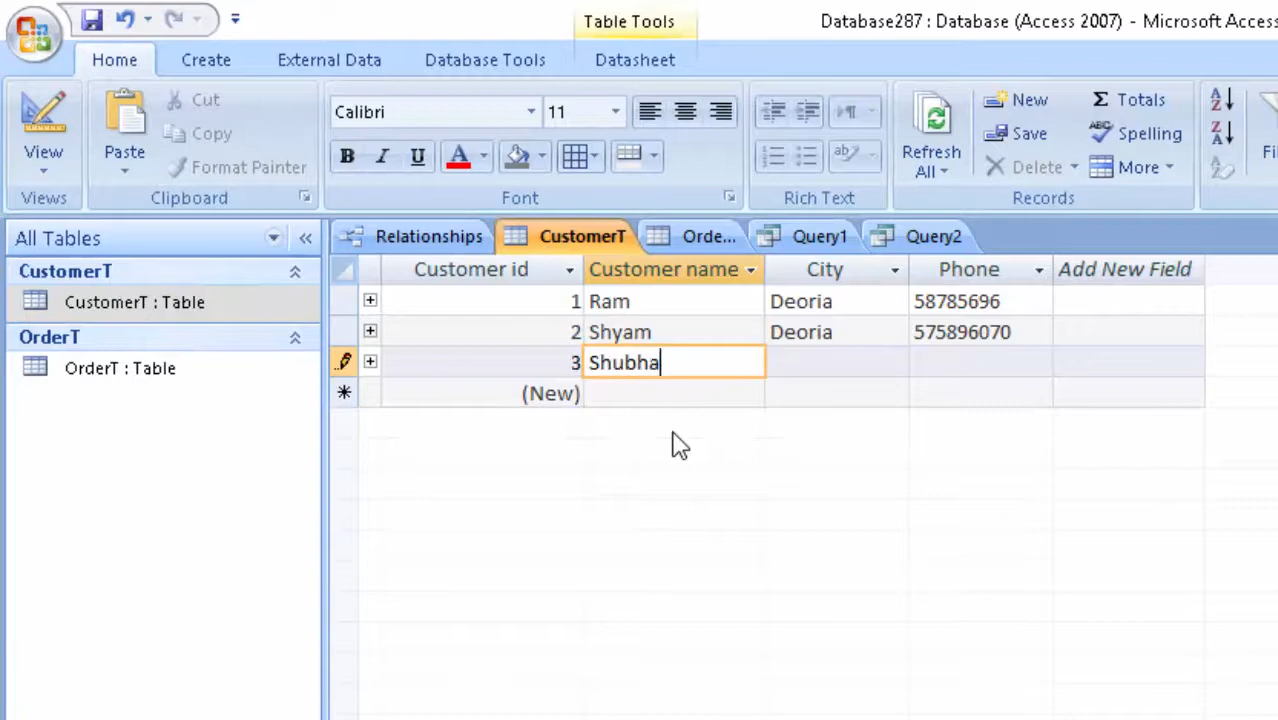 Table Tools
Database287 : Database (Access 2007) - Microsoft Access
Home Create External Data Database Tools Datasheet
View
Views
Paste
Cut
Copy
Format Painter
Clipboard
Calibri 11
B I U A
Font
Rich Text
Refresh
All
New
Save
Delete
Σ Totals
ABC Spelling
More
Records
A Z
Z A
All Tables
CustomerT
CustomerT : Table
OrderT
OrderT : Table
Relationships CustomerT Orde... Query1 Query2
Customer id Customer name City Phone Add New Field
1 Ram Deoria 58785696
2 Shyam Deoria 575896070
3 Shubha
(New)